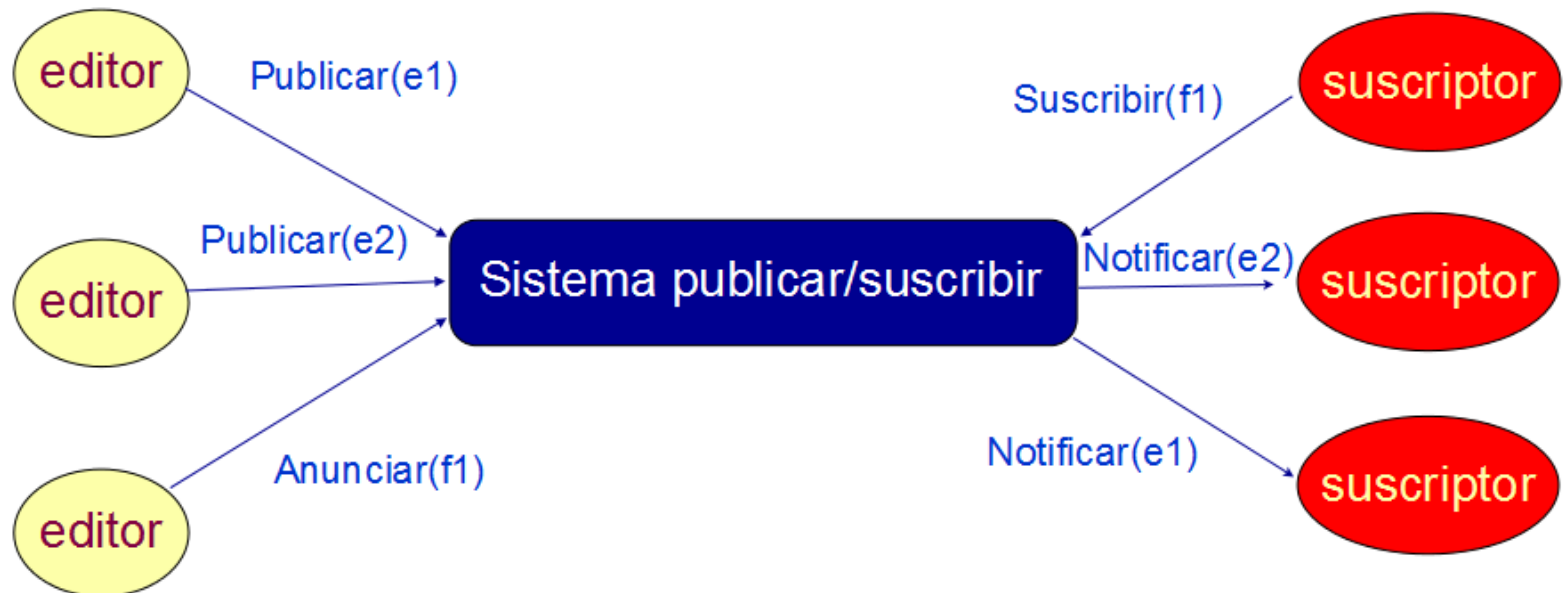 editor
Publicar(e1)
Suscribir(f1)
suscriptor
editor
Publicar(e2)
Sistema publicar/suscribir
Notificar(e2)
suscriptor
editor
Anunciar(f1)
Notificar(e1)
suscriptor